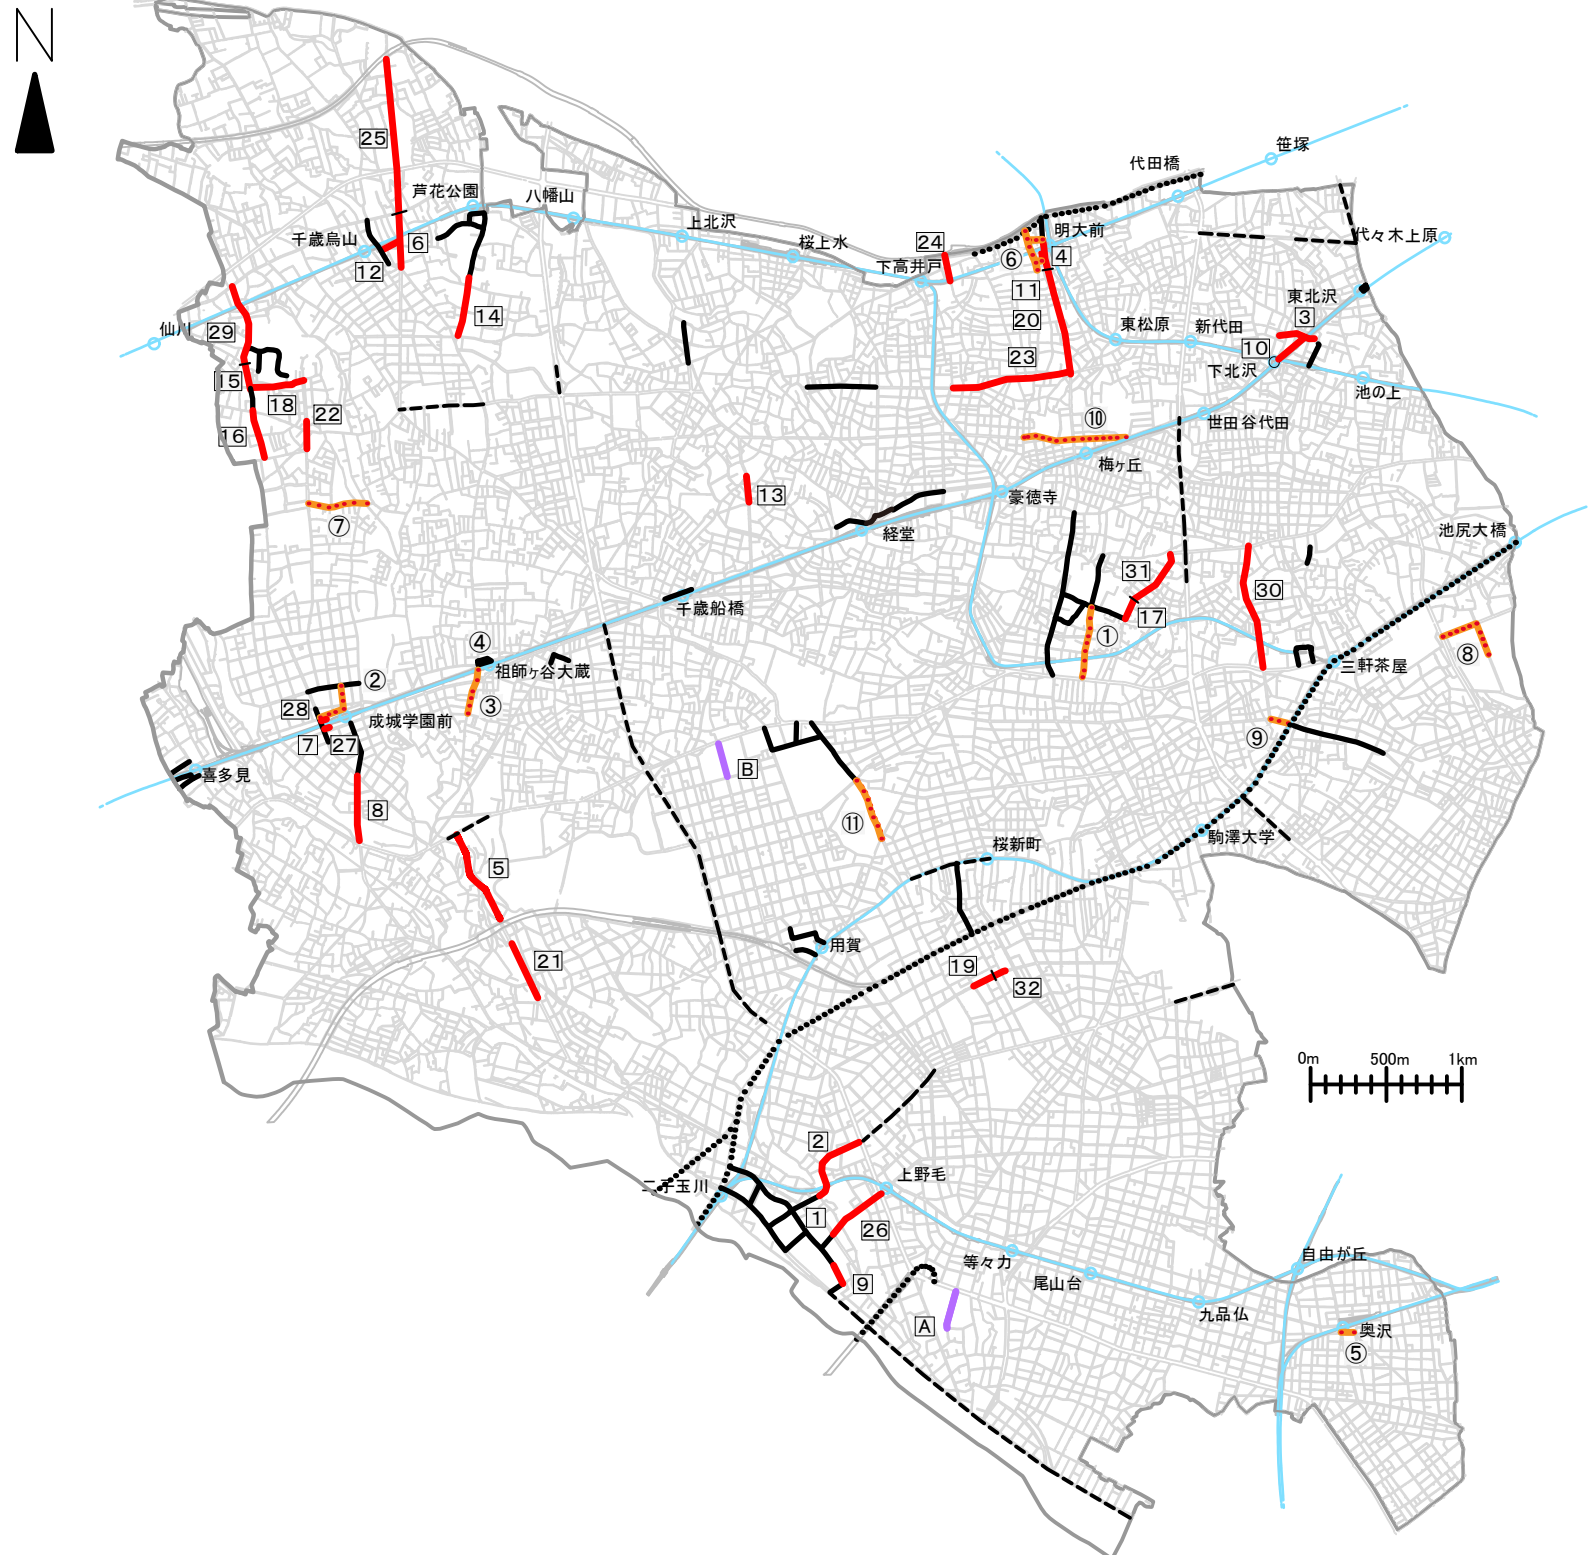 N
笹塚
代田橋
25
芦花公園
八幡山
上北沢
明大前
千歳烏山
6
桜上水
24
代々木上原
12
下高井戸
⑥
4
11
東北沢
14
20
3
29
仙川
東松原
新代田
10
23
下北沢
15
18
池の上
22
⑩
世田谷代田
16
梅ヶ丘
13
豪徳寺
⑦
経堂
池尻大橋
31
30
千歳船橋
17
①
④
祖師ヶ谷大蔵
⑧
三軒茶屋
②
28
③
成城学園前
⑨
7
27
B
喜多見
8
⑪
駒澤大学
桜新町
5
用賀
21
19
32
0m
500m
1km
2
上野毛
二子玉川
1
26
自由が丘
等々力
9
尾山台
九品仏
A
奥沢
⑤